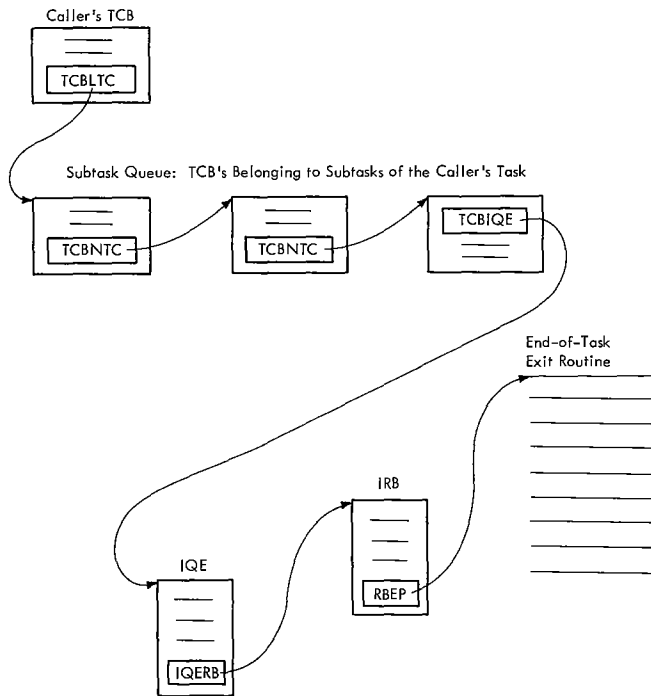 Caller's TCB
TCBLTC
Subtask Queue: TCB's Belonging to Subtasks of the Caller's Task
TCBNTC
TCBNTC
TCBIQE
End-of-Task
Exit Routine
IRB
RBEP
IQE
IQERB